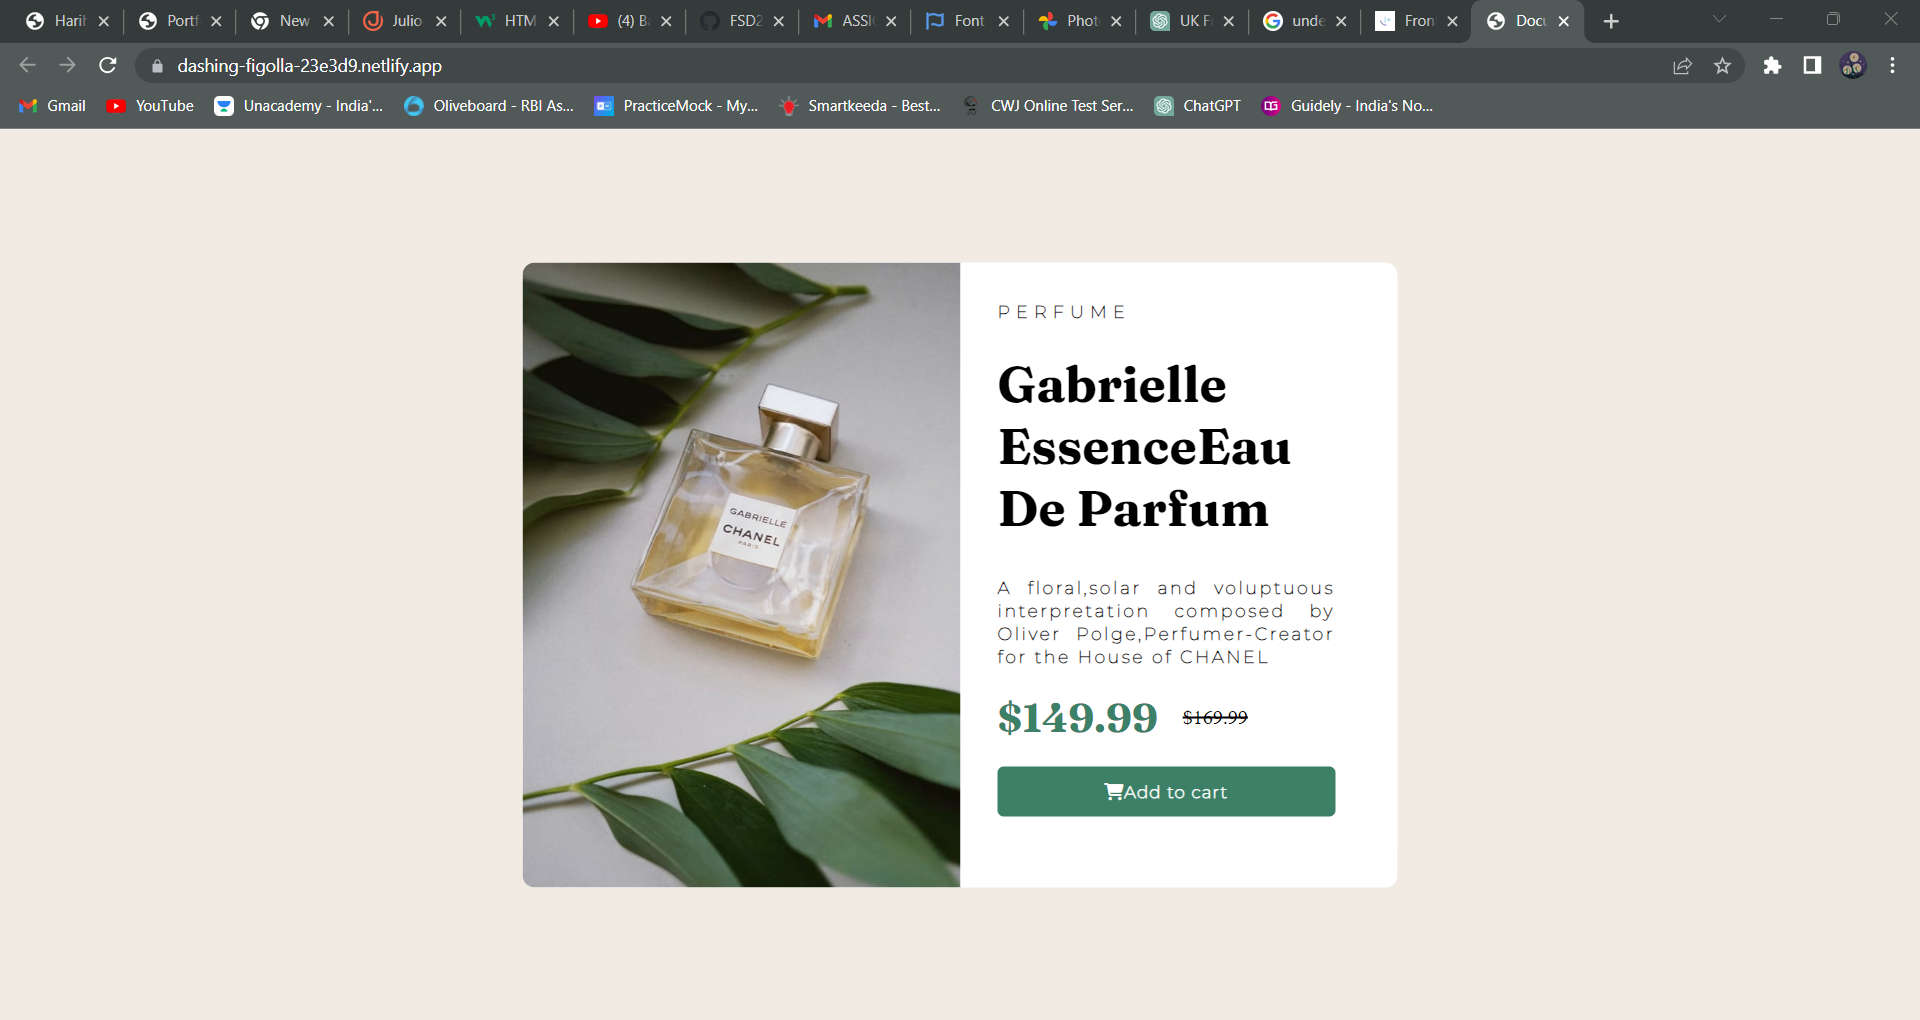 Harih Portf New Julio HTM (4) B FSD2 ASSI Font Phot UK F unde Fron Docu
dashing-figolla-23e3d9.netlify.app
Gmail YouTube Unacademy - India'... Oliveboard - RBI As... PracticeMock - My... Smartkeeda - Best... CWJ Online Test Ser... ChatGPT Guidely - India's No...
PERFUME
Gabrielle
EssenceEau
De Parfum
GABRIELLE
CHANEL
PARIS
A floral,solar and voluptuous
interpretation composed by
Oliver Polge,Perfumer-Creator
for the House of CHANEL
$149.99 $169.99
Add to cart